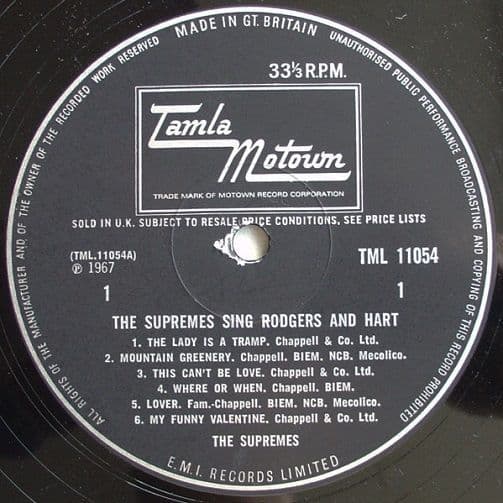 MADE IN GT. BRITAIN
UNAUTHORISED PUBLIC PERFORMANCE BROADCASTING AND COPYING OF THIS RECORD PROHIBITED
ALL RIGHTS OF THE MANUFACTURER AND OF THE OWNER OF THE RECORDED WORK RESERVED
33⅓ R.P.M.
Tamla
Motown
TRADE MARK OF MOTOWN RECORD CORPORATION
SOLD IN U.K. SUBJECT TO RESALE PRICE CONDITIONS, SEE PRICE LISTS
(TML.11054A)
TML 11054
℗ 1967
1
1
THE SUPREMES SING RODGERS AND HART
1. THE LADY IS A TRAMP. Chappell & Co. Ltd.
2. MOUNTAIN GREENERY. Chappell. BIEM. NCB. Mecolico.
3. THIS CAN'T BE LOVE. Chappell & Co. Ltd.
4. WHERE OR WHEN. Chappell. BIEM.
5. LOVER. Fam.-Chappell. BIEM. NCB. Mecolico.
6. MY FUNNY VALENTINE. Chappell & Co. Ltd.
THE SUPREMES
E.M.I. RECORDS LIMITED